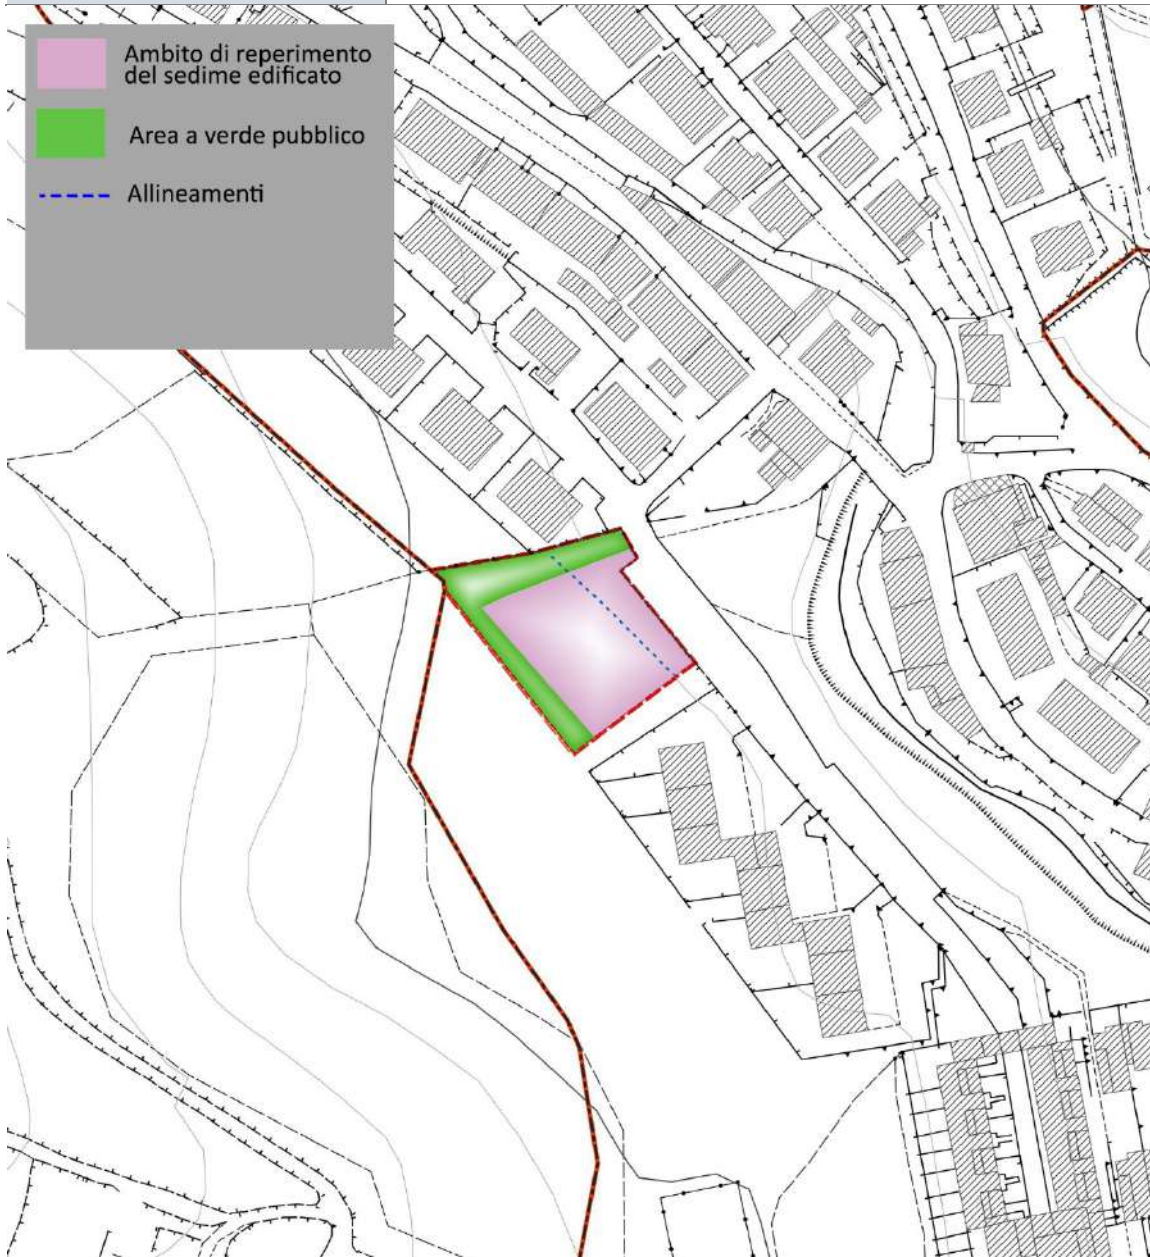 Ambito di reperimento
del sedime edificato
Area a verde pubblico
Allineamenti